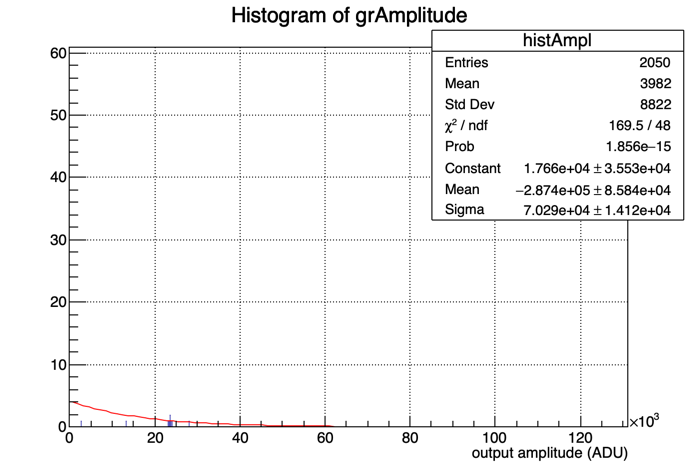 Histogram of grAmplitude
histAmpl
Entries 2050
Mean 3982
Std Dev 8822
χ² / ndf 169.5 / 48
Prob 1.856e−15
Constant 1.766e+04 ± 3.553e+04
Mean −2.874e+05 ± 8.584e+04
Sigma 7.029e+04 ± 1.412e+04
60
50
40
30
20
10
0
0 20 40 60 80 100 120 ×10³
output amplitude (ADU)